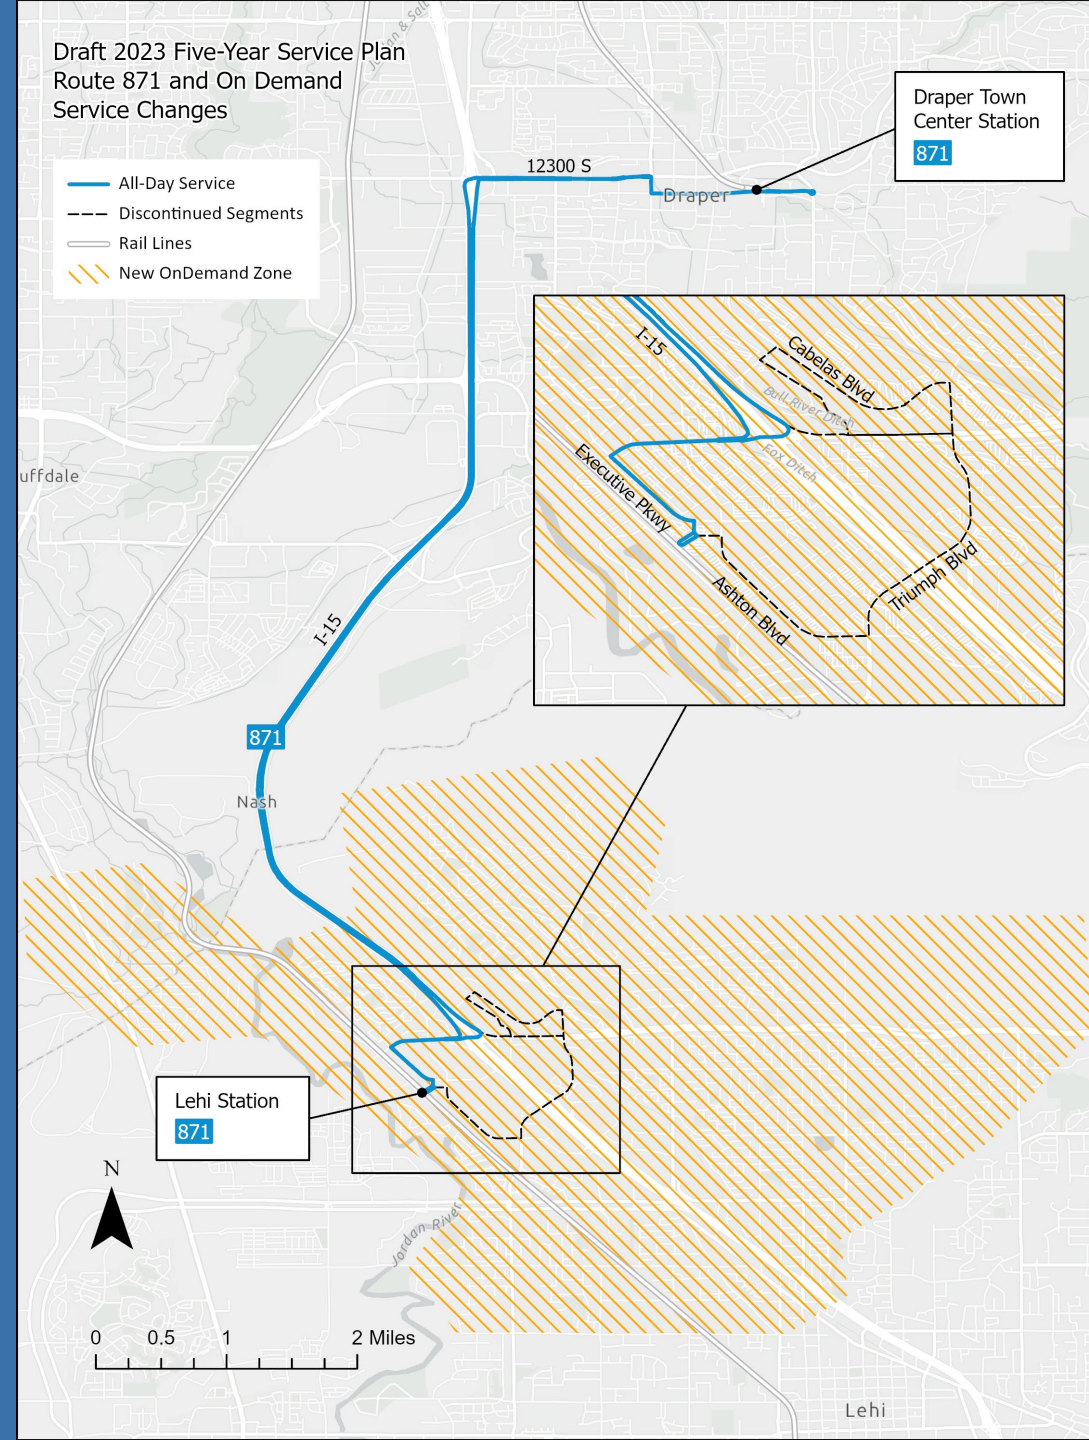 Draft 2023 Five-Year Service Plan
Route 871 and On Demand
Service Changes
All-Day Service
Discontinued Segments
Rail Lines
New OnDemand Zone
12300 S
Draper
Draper Town
Center Station
871
I-15
Cabelas Blvd
Bull River Ditch
Fox Ditch
Executive Pkwy
Ashton Blvd
Triumph Blvd
uffdale
I-15
871
Nash
Lehi Station
871
N
Jordan River
0 0.5 1 2 Miles
Lehi